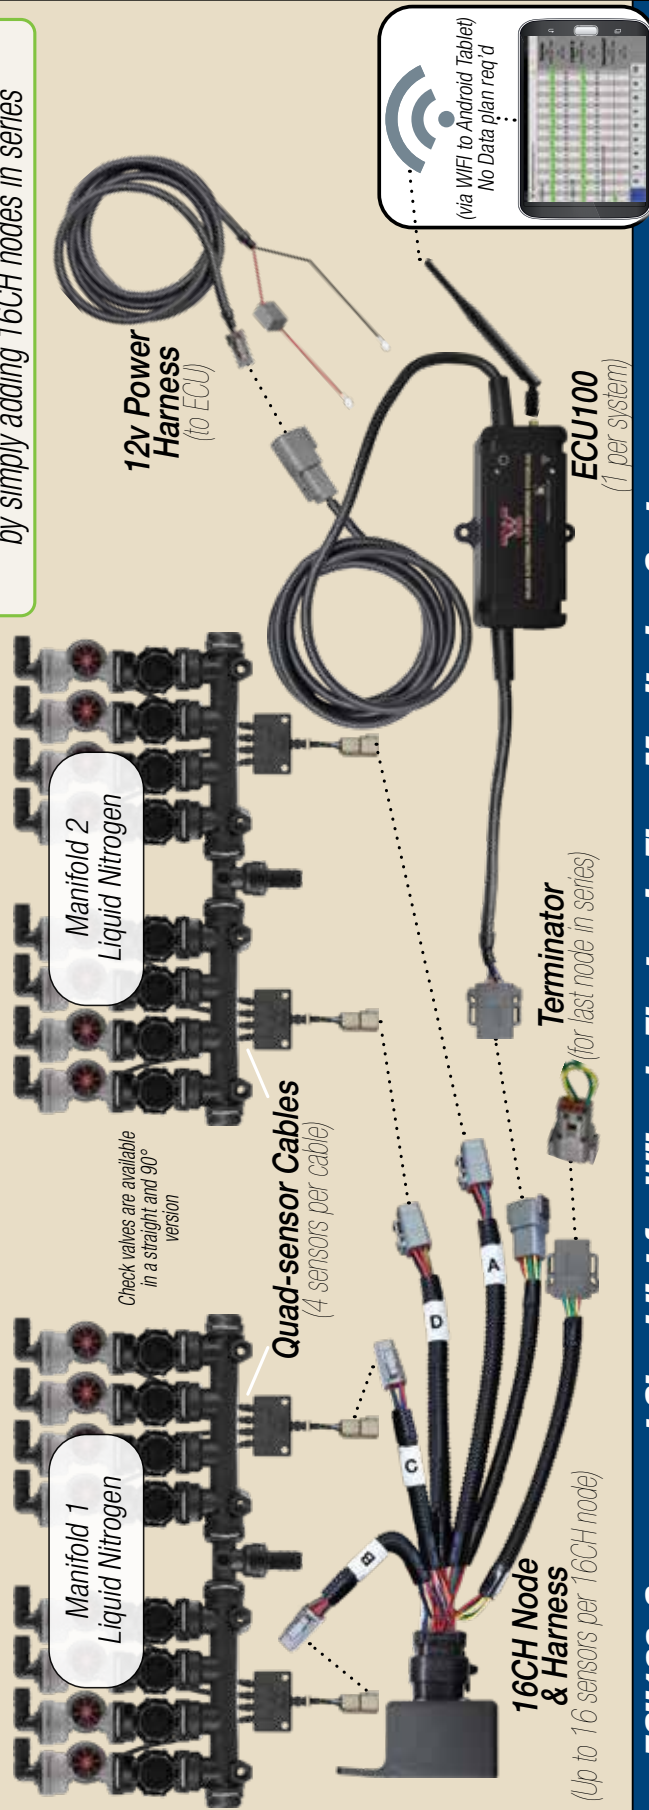 by simply adding 16CH nodes in series
(via WIFI to Android Tablet)
No Data plan req'd
12v Power
Harness
(to ECU)
ECU100
(1 per system)
Manifold 2
Liquid Nitrogen
Terminator
(for last node in series)
Check valves are available
in a straight and 90°
version
Quad-sensor Cables
(4 sensors per cable)
Manifold 1
Liquid Nitrogen
A
D
C
B
16CH Node
& Harness
(Up to 16 sensors per 16CH node)